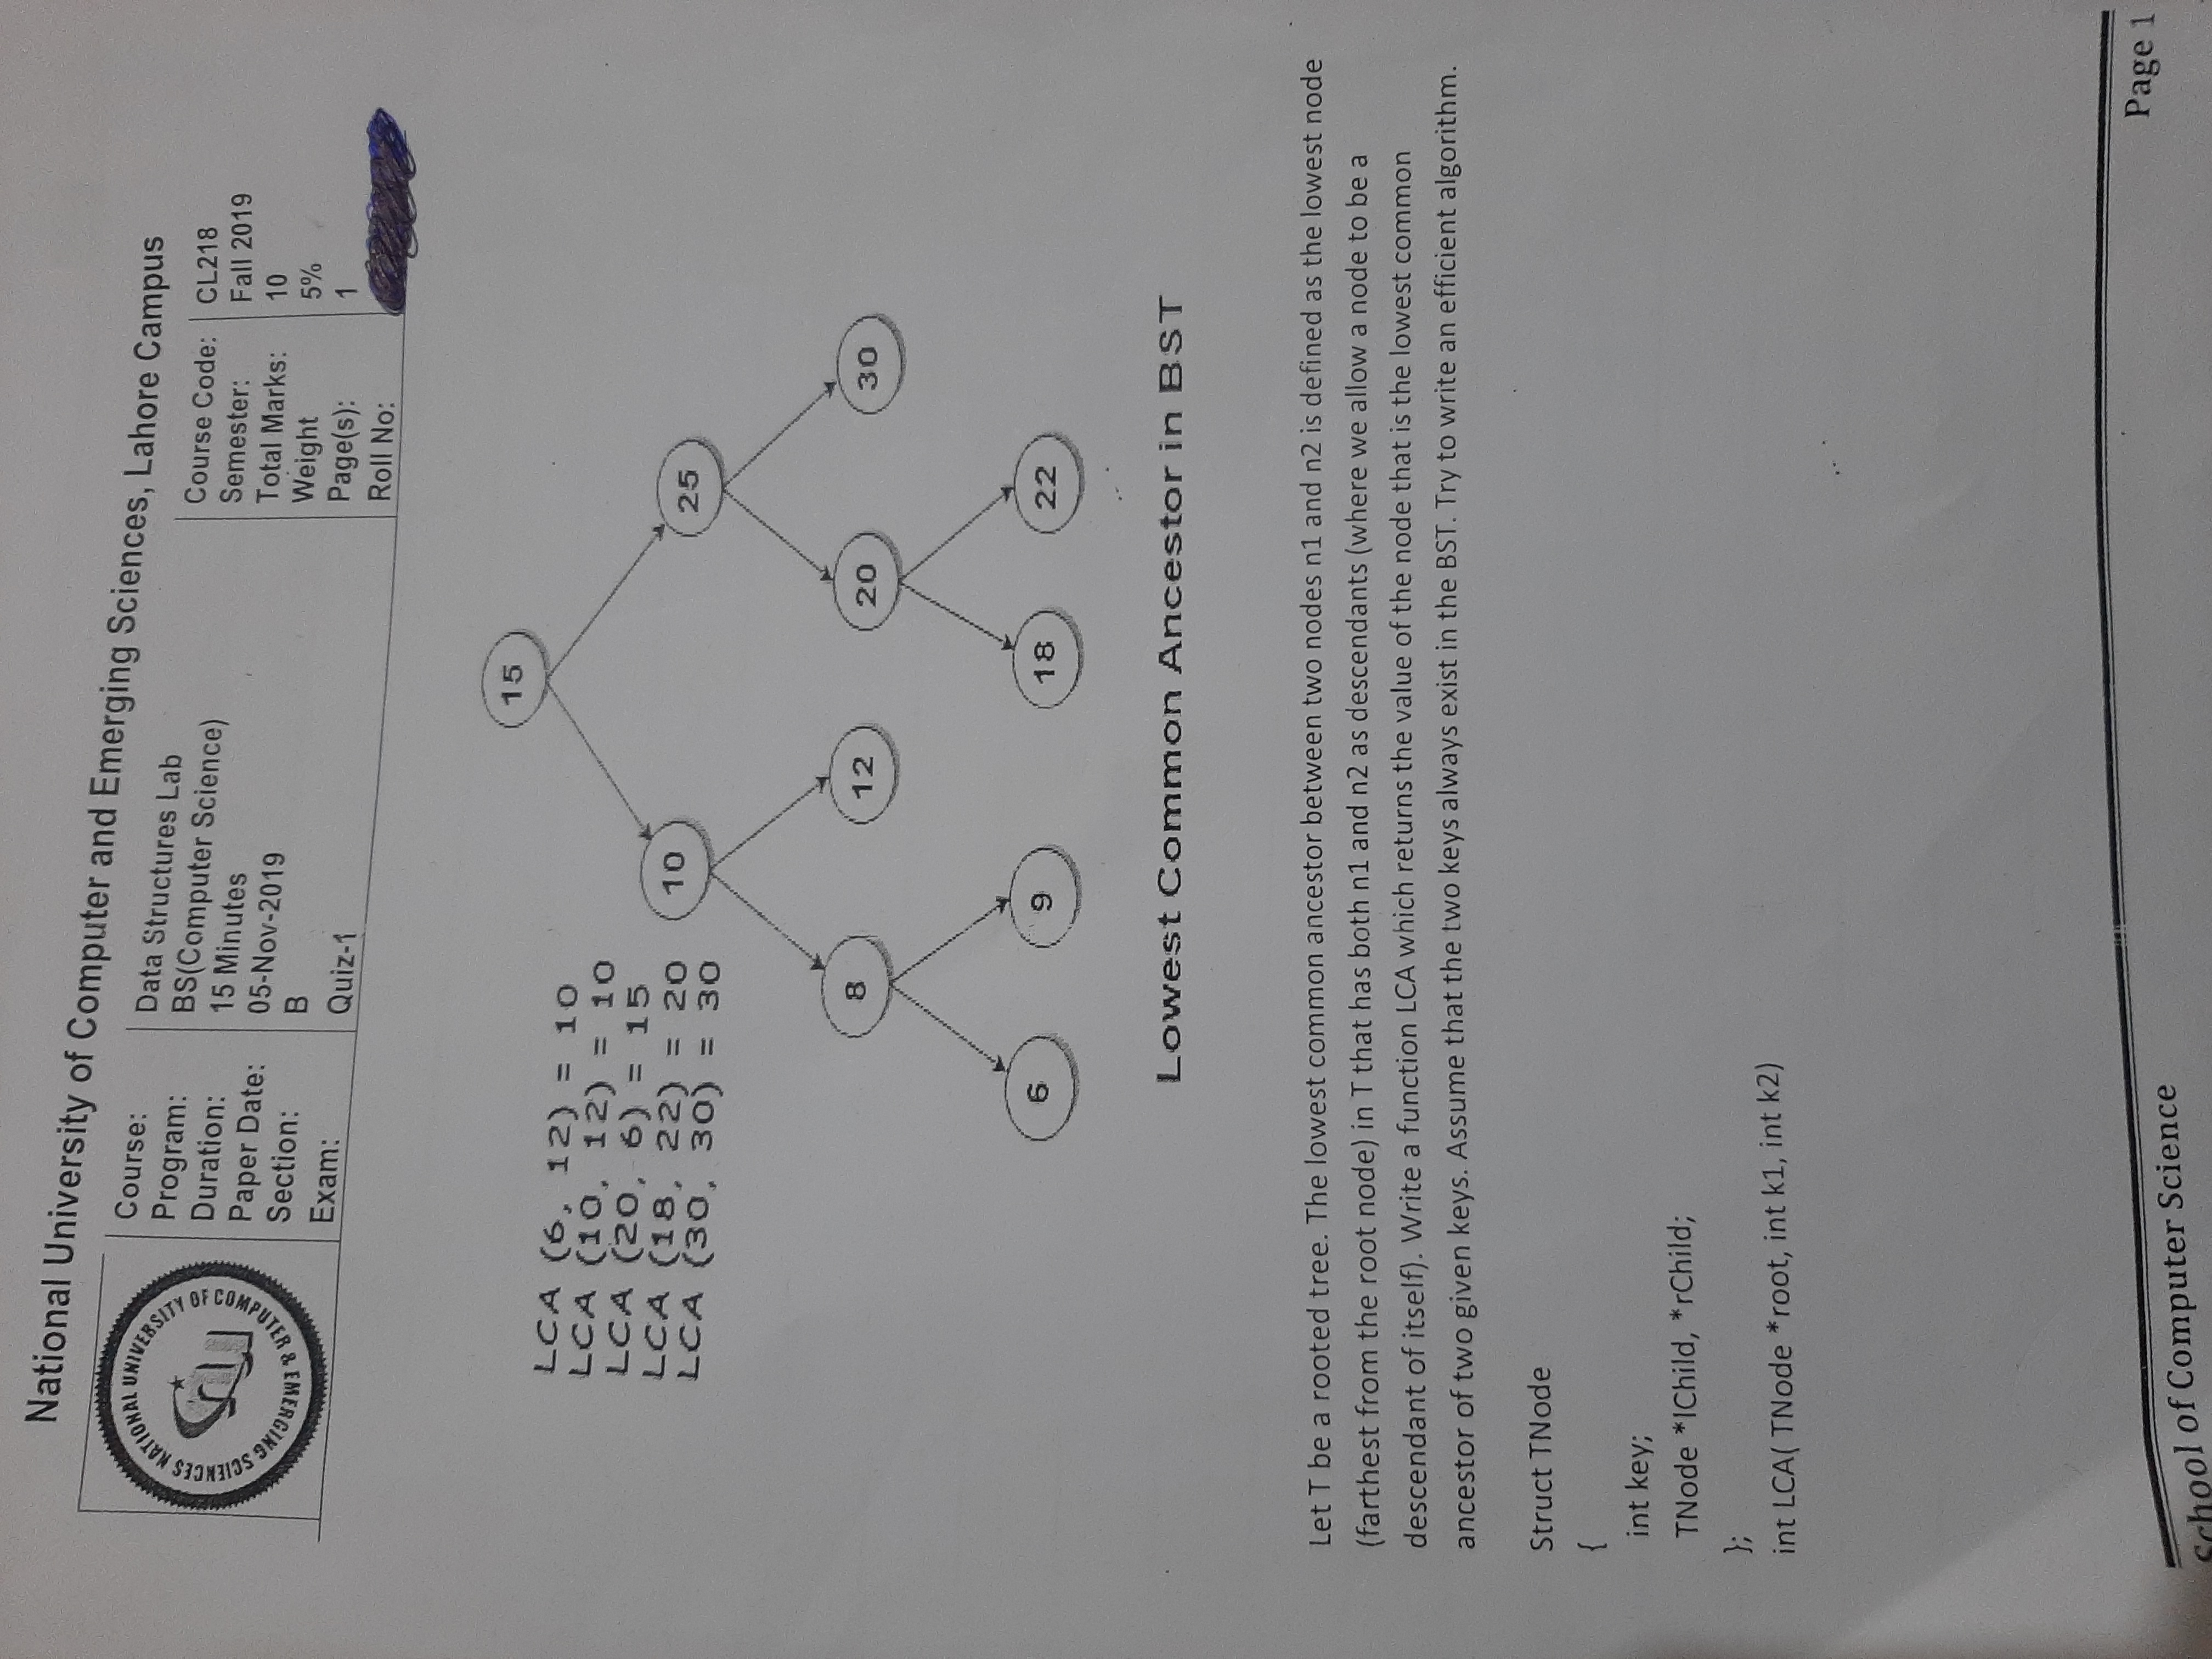 National University of Computer and Emerging Sciences, Lahore Campus
NATIONAL UNIVERSITY OF COMPUTER & EMERGING SCIENCES
Course: Data Structures Lab
Program: BS(Computer Science)
Duration: 15 Minutes
Paper Date: 05-Nov-2019
Section: B
Exam: Quiz-1
Course Code: CL218
Semester: Fall 2019
Total Marks: 10
Weight 5%
Page(s): 1
Roll No:
LCA (6, 12) = 10
LCA (10, 12) = 10
LCA (20, 6) = 15
LCA (18, 22) = 20
LCA (30, 30) = 30
15
10 25
8 12 20 30
6 9 18 22
Lowest Common Ancestor in BST
Let T be a rooted tree. The lowest common ancestor between two nodes n1 and n2 is defined as the lowest node
(farthest from the root node) in T that has both n1 and n2 as descendants (where we allow a node to be a
descendant of itself). Write a function LCA which returns the value of the node that is the lowest common
ancestor of two given keys. Assume that the two keys always exist in the BST. Try to write an efficient algorithm.
Struct TNode
{
int key;
TNode *lChild, *rChild;
};
int LCA( TNode *root, int k1, int k2)
School of Computer Science
Page 1